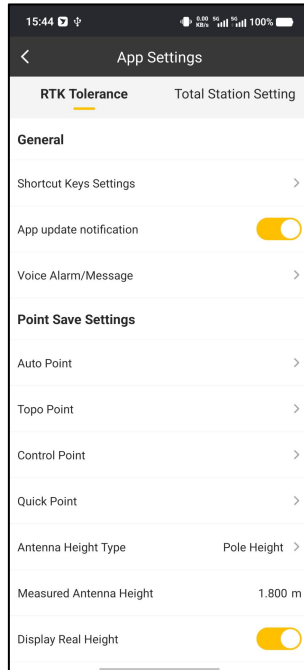 15:44
0.00 KB/s 5G 5G 100%
App Settings
RTK Tolerance Total Station Setting
General
Shortcut Keys Settings
App update notification
Voice Alarm/Message
Point Save Settings
Auto Point
Topo Point
Control Point
Quick Point
Antenna Height Type Pole Height
Measured Antenna Height 1.800 m
Display Real Height